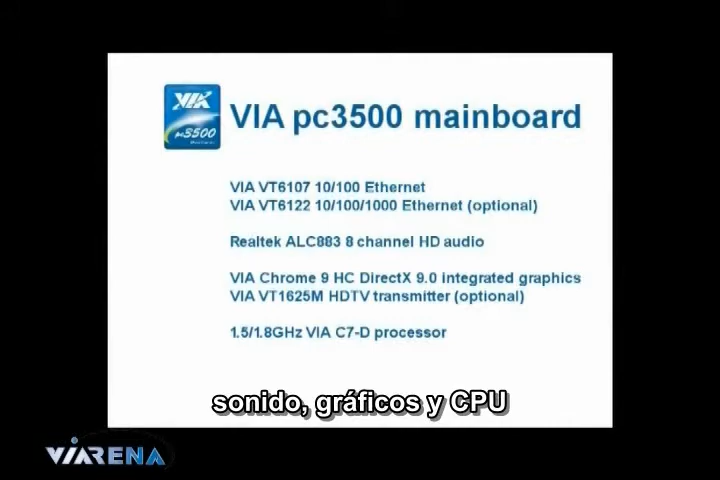 VIA
pc3500
VIA pc3500 mainboard
VIA VT6107 10/100 Ethernet
VIA VT6122 10/100/1000 Ethernet (optional)
Realtek ALC883 8 channel HD audio
VIA Chrome 9 HC DirectX 9.0 integrated graphics
VIA VT1625M HDTV transmitter (optional)
1.5/1.8GHz VIA C7-D processor
sonido, gráficos y CPU
VIARENA